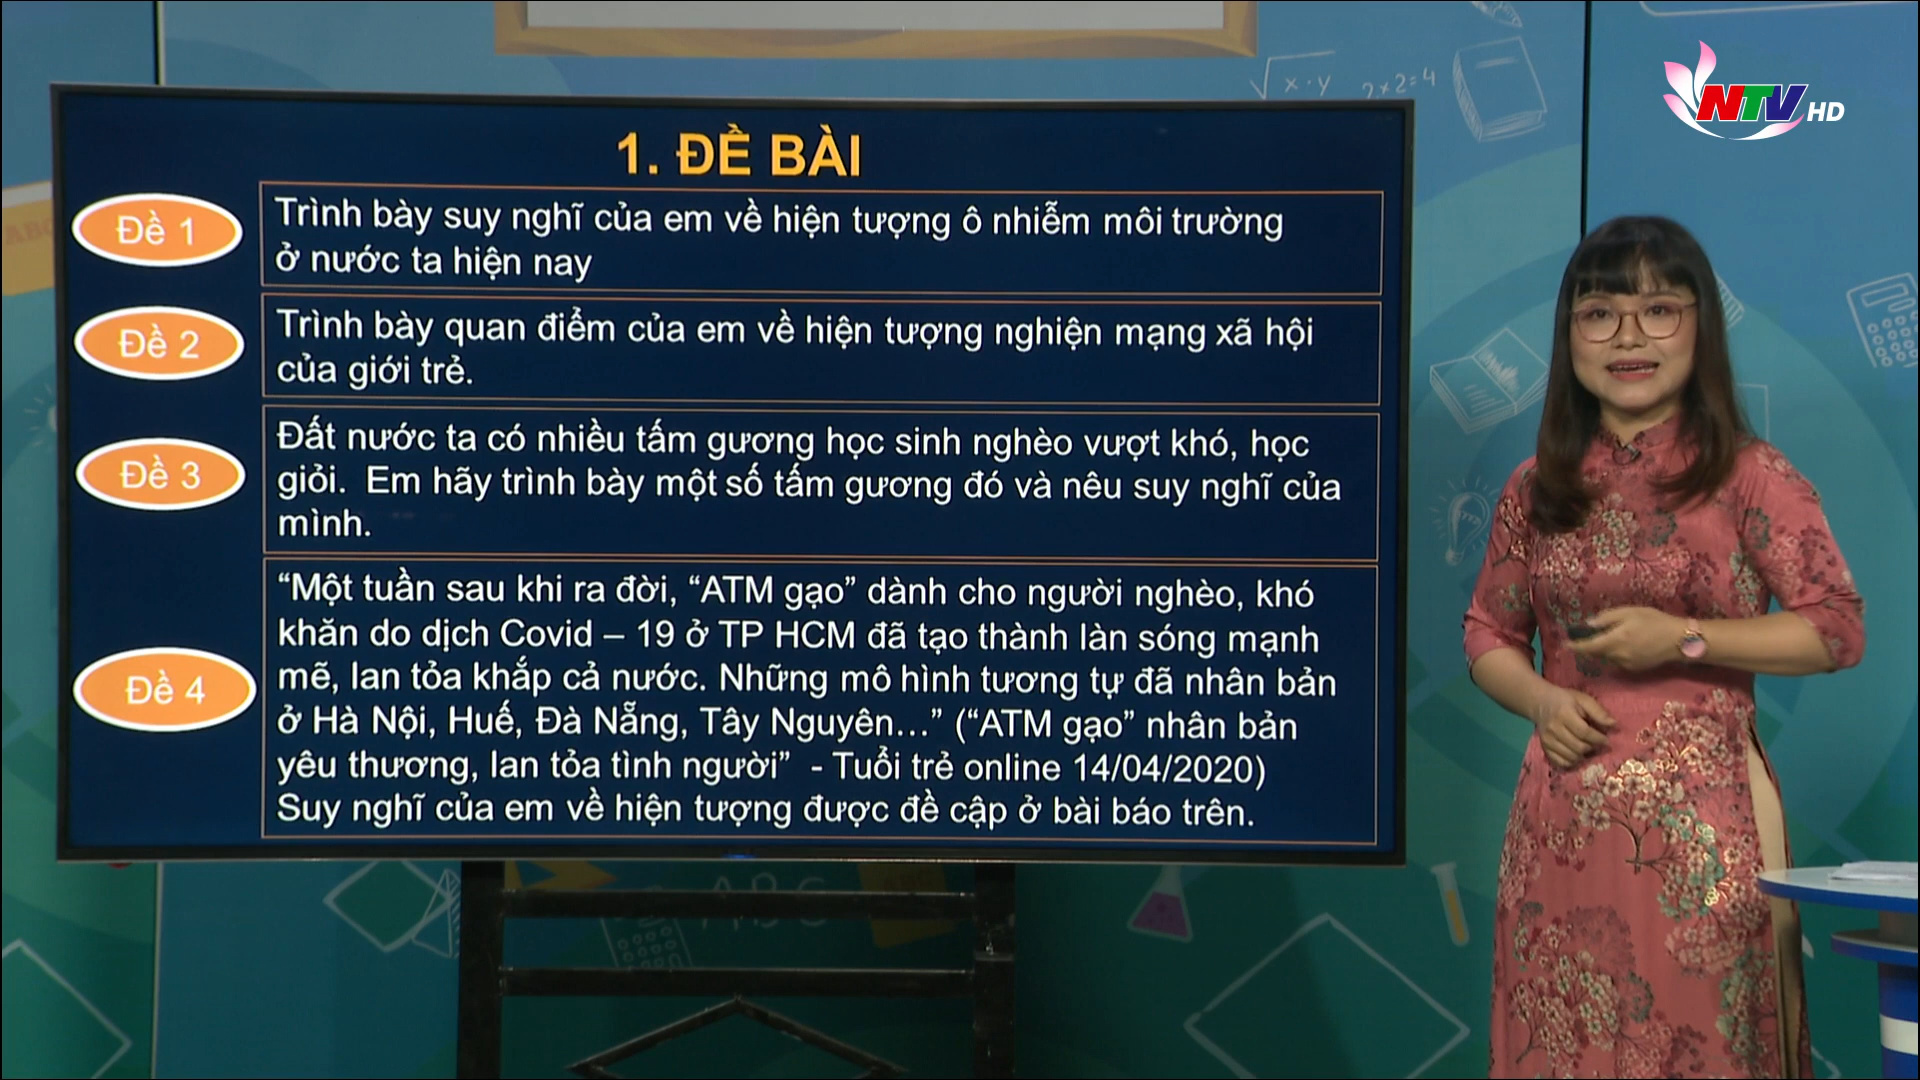 1. ĐỀ BÀI
Đề 1
Trình bày suy nghĩ của em về hiện tượng ô nhiễm môi trường
ở nước ta hiện nay
Đề 2
Trình bày quan điểm của em về hiện tượng nghiện mạng xã hội
của giới trẻ.
Đề 3
Đất nước ta có nhiều tấm gương học sinh nghèo vượt khó, học
giỏi.  Em hãy trình bày một số tấm gương đó và nêu suy nghĩ của
mình.
Đề 4
“Một tuần sau khi ra đời, “ATM gạo” dành cho người nghèo, khó
khăn do dịch Covid – 19 ở TP HCM đã tạo thành làn sóng mạnh
mẽ, lan tỏa khắp cả nước. Những mô hình tương tự đã nhân bản
ở Hà Nội, Huế, Đà Nẵng, Tây Nguyên…” (“ATM gạo” nhân bản
yêu thương, lan tỏa tình người”  - Tuổi trẻ online 14/04/2020)
Suy nghĩ của em về hiện tượng được đề cập ở bài báo trên.
NTV HD
√x·y
2×2=4
ABC
ABC